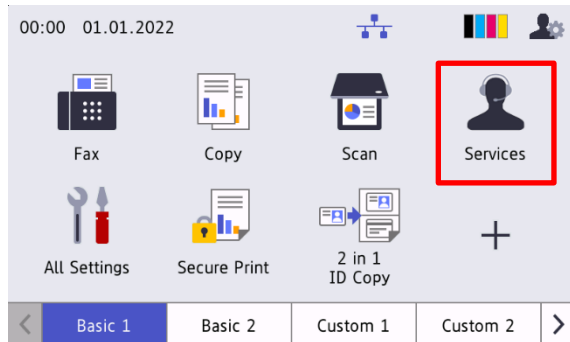 00:00 01.01.2022
Fax
Copy
Scan
Services
All Settings
Secure Print
2 in 1
ID Copy
Basic 1
Basic 2
Custom 1
Custom 2